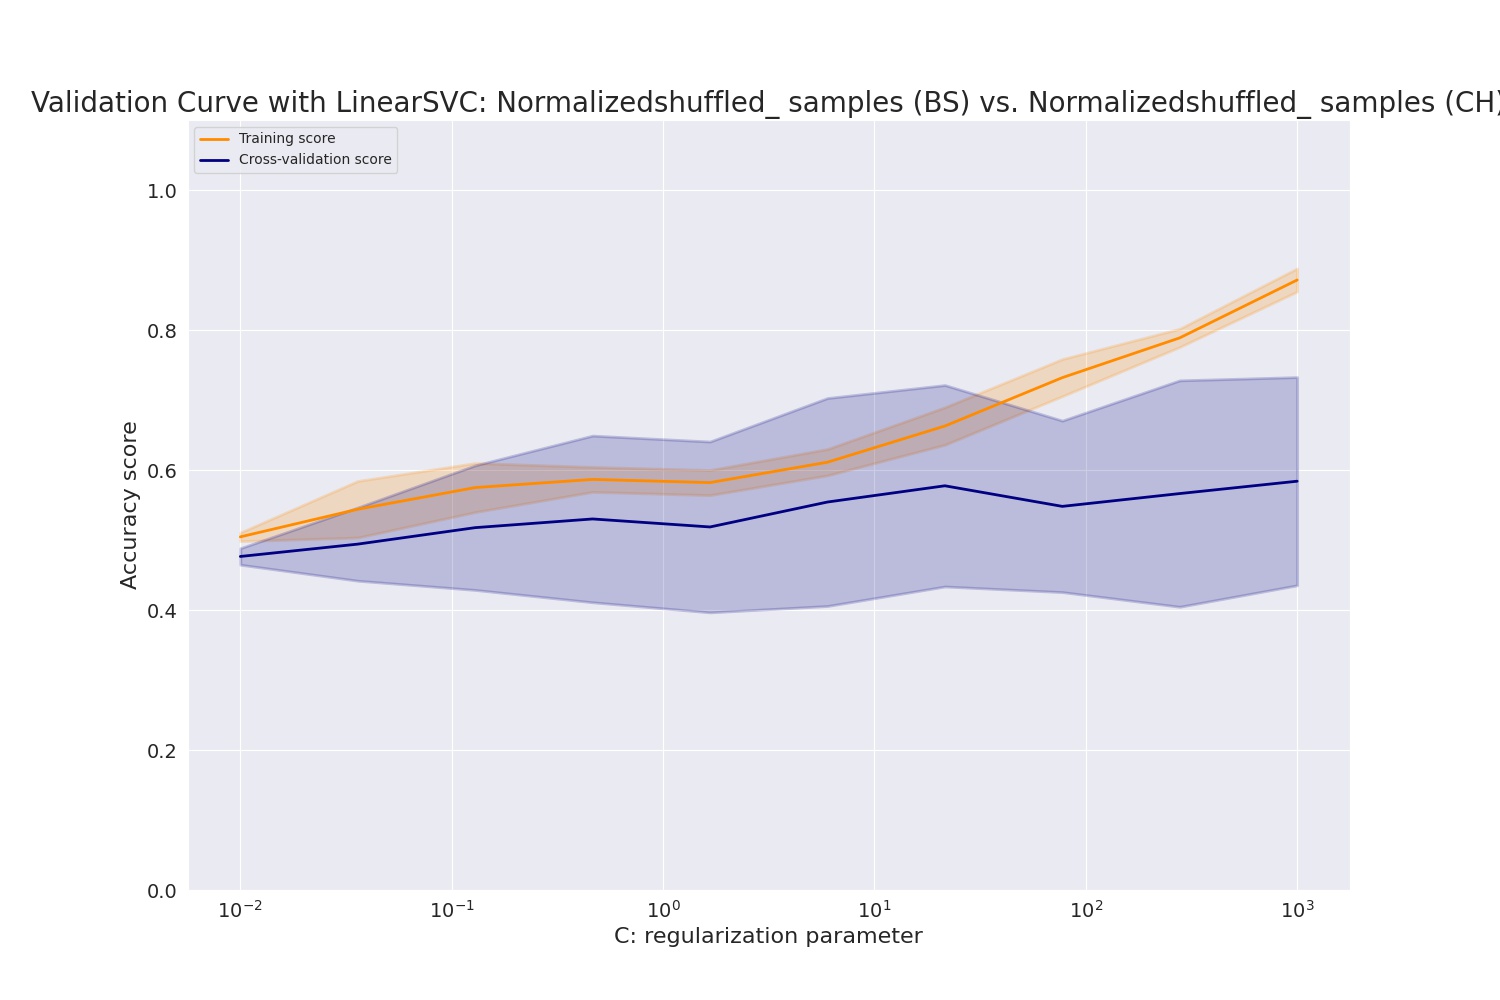 Validation Curve with LinearSVC: Normalizedshuffled_ samples (BS) vs. Normalizedshuffled_ samples (CH)
Training score
Cross-validation score
1.0
0.8
0.6
0.4
0.2
0.0
Accuracy score
10⁻² 10⁻¹ 10⁰ 10¹ 10² 10³
C: regularization parameter